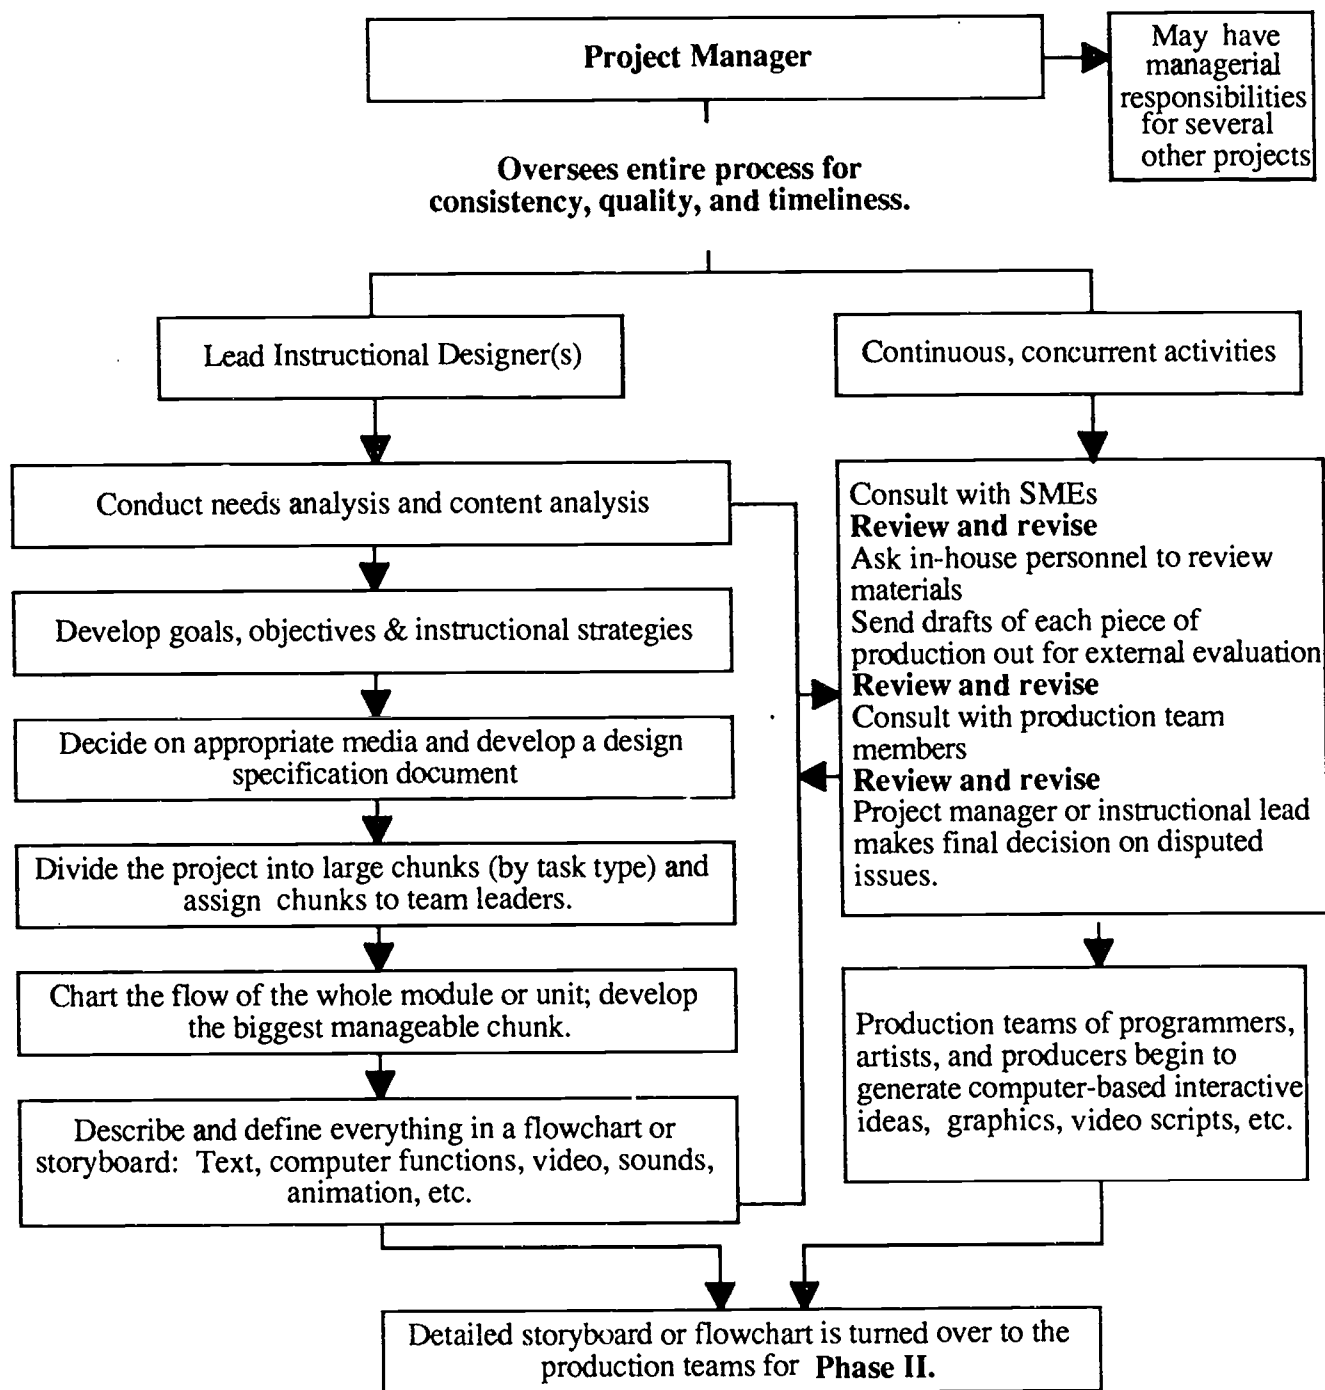 Project Manager
May have
managerial
responsibilities
for several
other projects
Oversees entire process for
consistency, quality, and timeliness.
Lead Instructional Designer(s)
Continuous, concurrent activities
Conduct needs analysis and content analysis
Develop goals, objectives & instructional strategies
Decide on appropriate media and develop a design
specification document
Divide the project into large chunks (by task type) and
assign chunks to team leaders.
Chart the flow of the whole module or unit; develop
the biggest manageable chunk.
Describe and define everything in a flowchart or
storyboard: Text, computer functions, video, sounds,
animation, etc.
Consult with SMEs
Review and revise
Ask in-house personnel to review
materials
Send drafts of each piece of
production out for external evaluation
Review and revise
Consult with production team
members
Review and revise
Project manager or instructional lead
makes final decision on disputed
issues.
Production teams of programmers,
artists, and producers begin to
generate computer-based interactive
ideas, graphics, video scripts, etc.
Detailed storyboard or flowchart is turned over to the
production teams for Phase II.